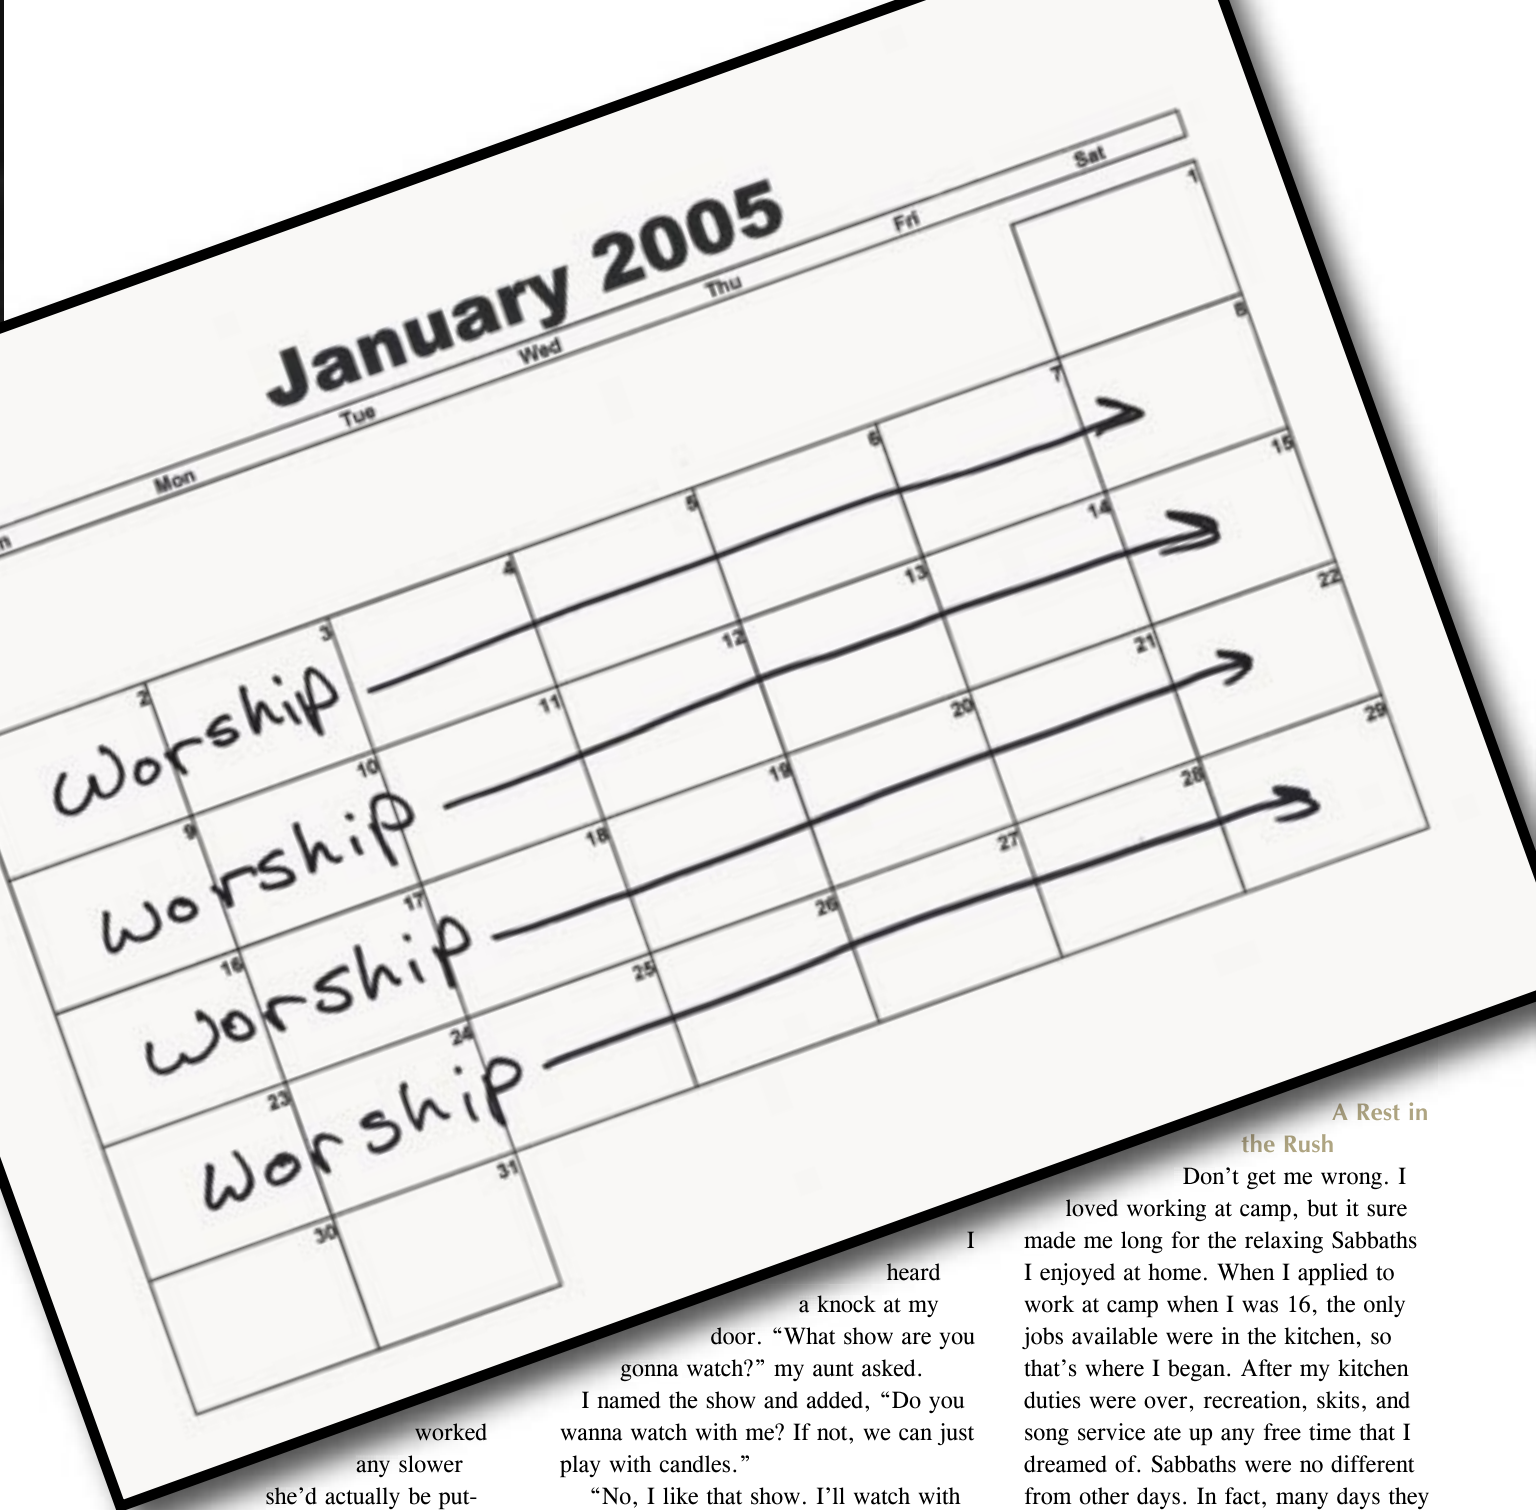 January 2005
Mon Tue Wed Thu Fri Sat
1
2 3 4 5 6 7 8
Worship
9 10 11 12 13 14 15
Worship
16 17 18 19 20 21 22
Worship
23 24 25 26 27 28 29
Worship
30 31
worked
any slower
she’d actually be put-
I
heard
a knock at my
door. “What show are you
gonna watch?” my aunt asked.
I named the show and added, “Do you
wanna watch with me? If not, we can just
play with candles.”
“No, I like that show. I’ll watch with
A Rest in
the Rush
Don’t get me wrong. I
loved working at camp, but it sure
made me long for the relaxing Sabbaths
I enjoyed at home. When I applied to
work at camp when I was 16, the only
jobs available were in the kitchen, so
that’s where I began. After my kitchen
duties were over, recreation, skits, and
song service ate up any free time that I
dreamed of. Sabbaths were no different
from other days. In fact, many days they